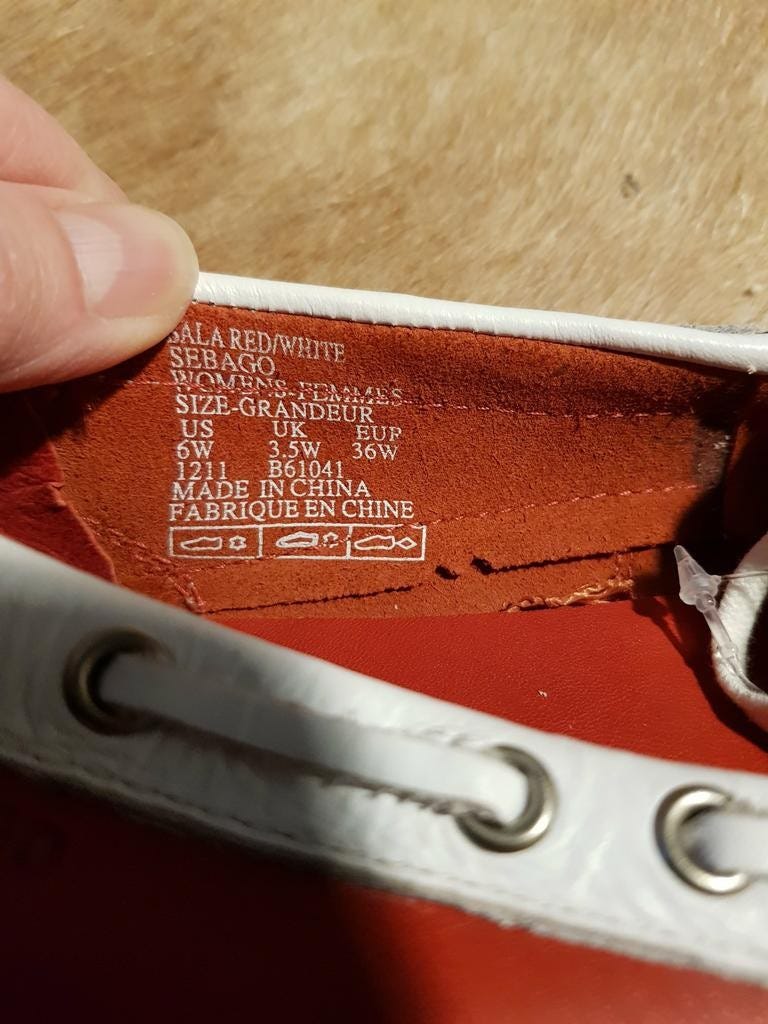 SALA RED/WHITE
SEBAGO
WOMENS-FEMMES
SIZE-GRANDEUR
US UK EUR
6W 3.5W 36W
1211 B61041
MADE IN CHINA
FABRIQUE EN CHINE